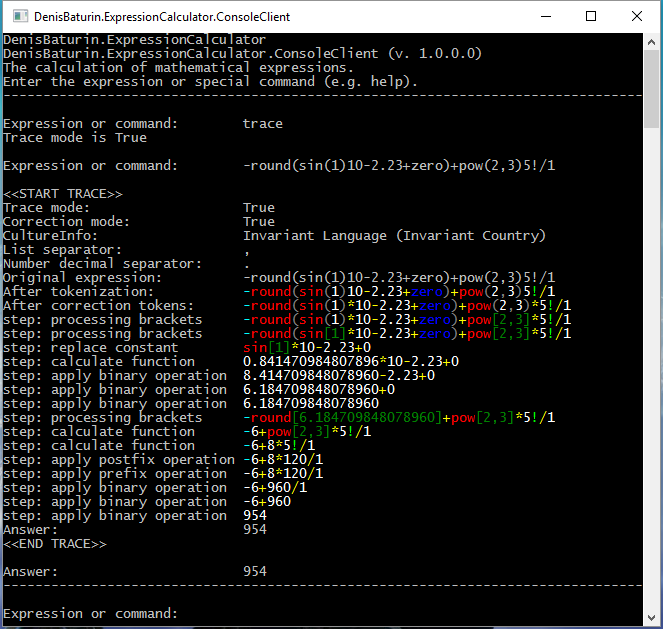 DenisBaturin.ExpressionCalculator.ConsoleClient
DenisBaturin.ExpressionCalculator
DenisBaturin.ExpressionCalculator.ConsoleClient (v. 1.0.0.0)
The calculation of mathematical expressions.
Enter the expression or special command (e.g. help).
--------------------------------------------------------------------------------
Expression or command: trace
Trace mode is True
Expression or command: -round(sin(1)10-2.23+zero)+pow(2,3)5!/1
<<START TRACE>>
Trace mode: True
Correction mode: True
CultureInfo: Invariant Language (Invariant Country)
List separator: ,
Number decimal separator: .
Original expression: -round(sin(1)10-2.23+zero)+pow(2,3)5!/1
After tokenization: -round(sin(1)10-2.23+zero)+pow(2,3)5!/1
After correction tokens: -round(sin(1)*10-2.23+zero)+pow(2,3)*5!/1
step: processing brackets -round(sin(1)*10-2.23+zero)+pow[2,3]*5!/1
step: processing brackets -round(sin[1]*10-2.23+zero)+pow[2,3]*5!/1
step: replace constant sin[1]*10-2.23+0
step: calculate function 0.841470984807896*10-2.23+0
step: apply binary operation 8.414709848078960-2.23+0
step: apply binary operation 6.184709848078960+0
step: apply binary operation 6.184709848078960
step: processing brackets -round[6.184709848078960]+pow[2,3]*5!/1
step: calculate function -6+pow[2,3]*5!/1
step: calculate function -6+8*5!/1
step: apply postfix operation -6+8*120/1
step: apply prefix operation -6+8*120/1
step: apply binary operation -6+960/1
step: apply binary operation -6+960
step: apply binary operation 954
Answer: 954
<<END TRACE>>
Answer: 954
--------------------------------------------------------------------------------
Expression or command: